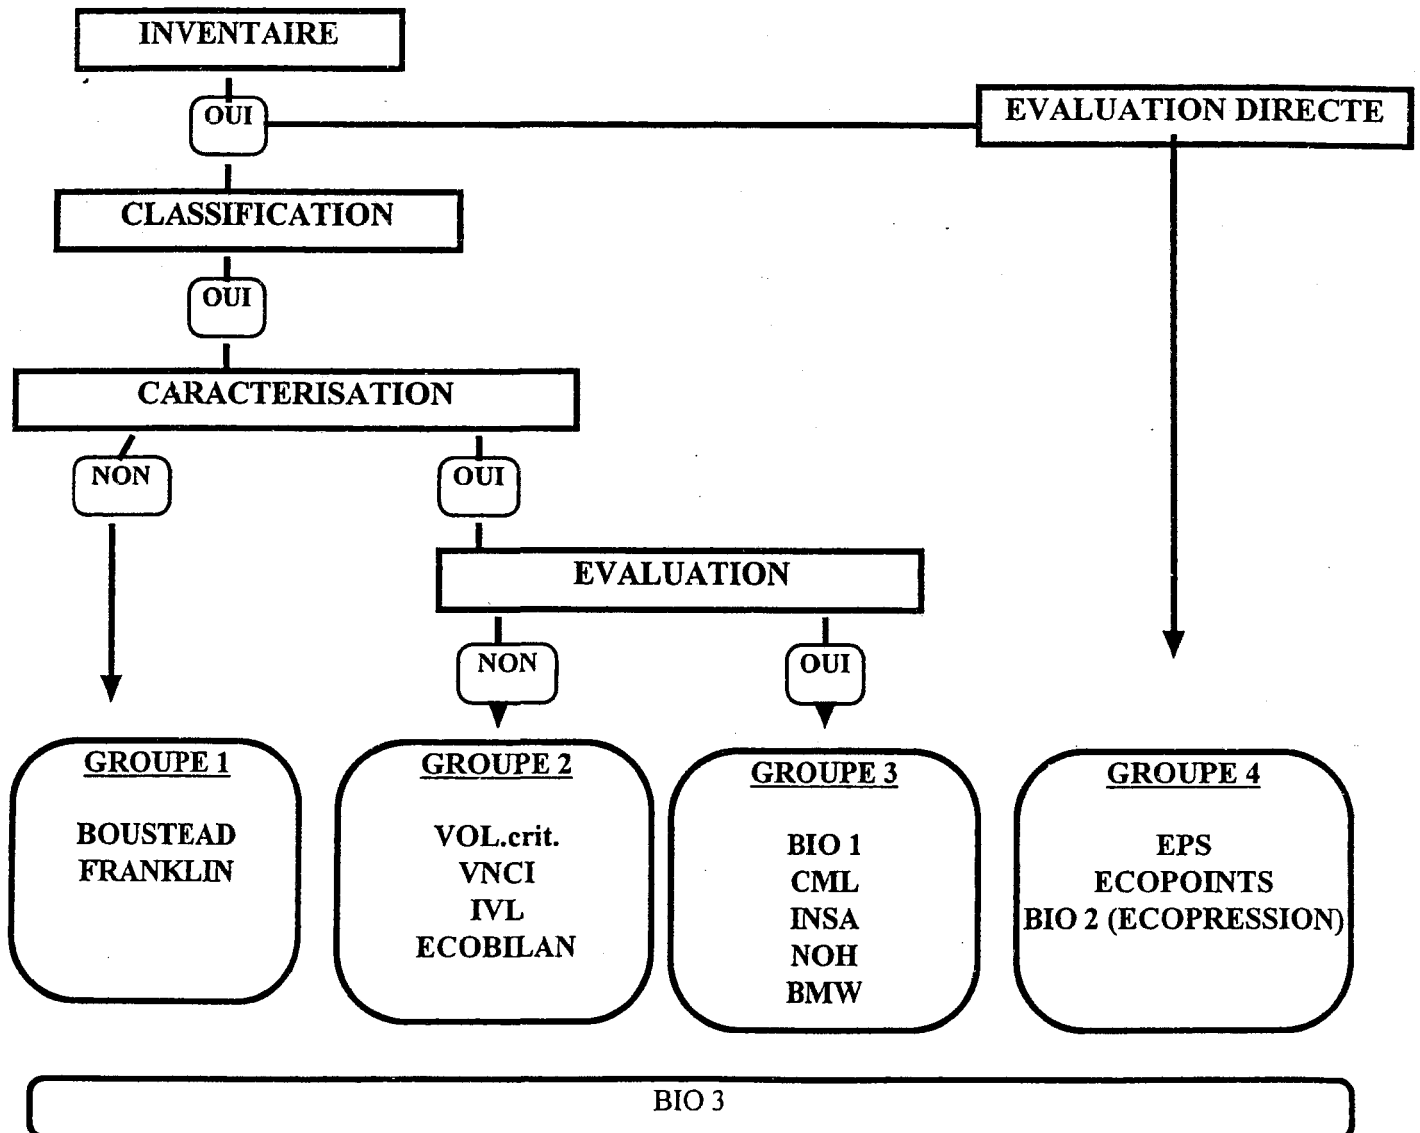 INVENTAIRE
OUI
EVALUATION DIRECTE
CLASSIFICATION
OUI
CARACTERISATION
NON
OUI
EVALUATION
NON
OUI
GROUPE 1
BOUSTEAD
FRANKLIN
GROUPE 2
VOL.crit.
VNCI
IVL
ECOBILAN
GROUPE 3
BIO 1
CML
INSA
NOH
BMW
GROUPE 4
EPS
ECOPOINTS
BIO 2 (ECOPRESSION)
BIO 3